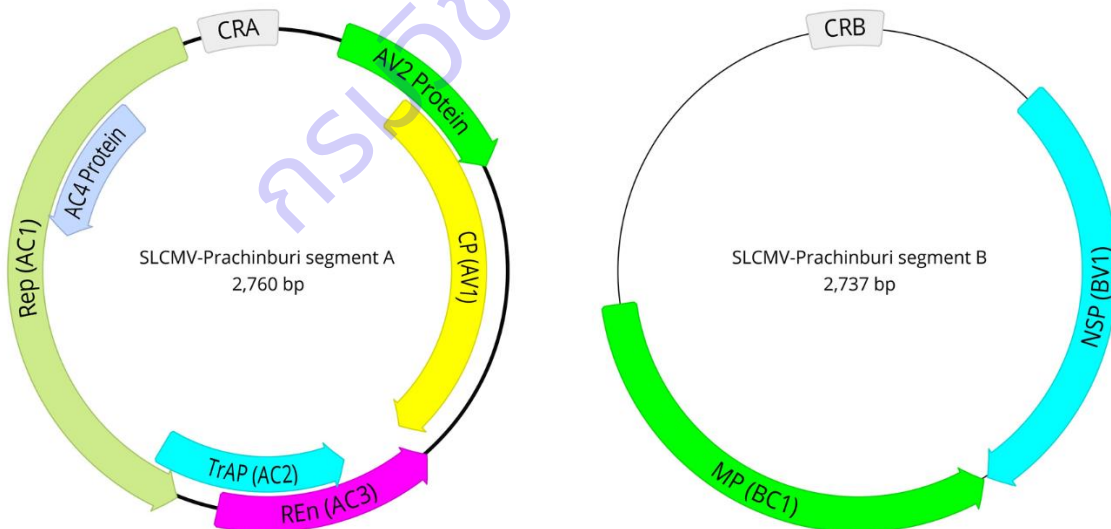 CRA
AV2 Protein
CP (AV1)
REn (AC3)
TrAP (AC2)
Rep (AC1)
AC4 Protein
SLCMV-Prachinburi segment A
2,760 bp
CRB
NSP (BV1)
MP (BC1)
SLCMV-Prachinburi segment B
2,737 bp